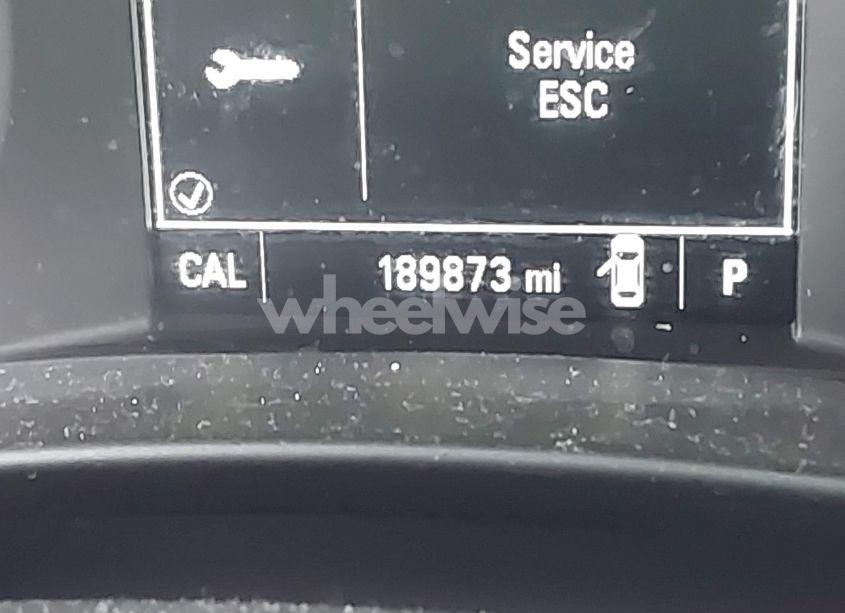 Service
ESC
CAL 189873 mi P
wheelwise